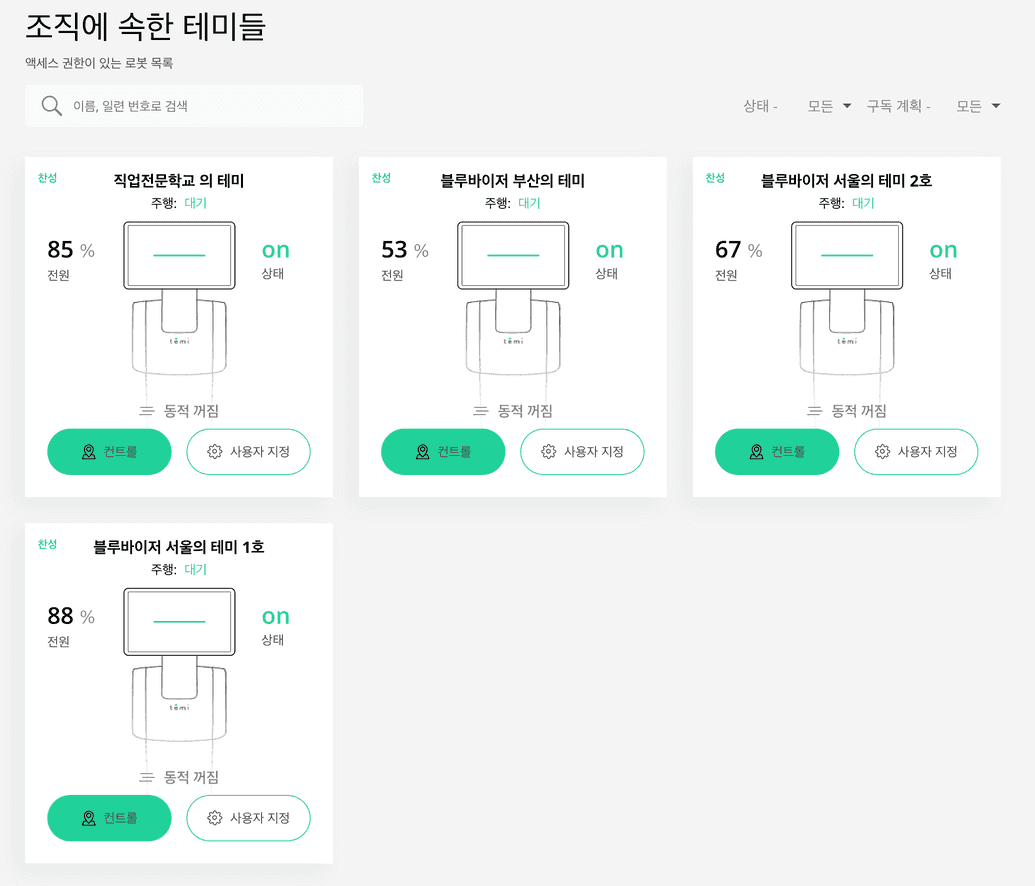 조직에 속한 테미들
액세스 권한이 있는 로봇 목록
이름, 일련 번호로 검색
상태 - 모든 구독 계획 - 모든
찬성
직업전문학교 의 테미
주행: 대기
85 %
전원
on
상태
temi
동적 꺼짐
컨트롤
사용자 지정
찬성
블루바이저 부산의 테미
주행: 대기
53 %
전원
on
상태
temi
동적 꺼짐
컨트롤
사용자 지정
찬성
블루바이저 서울의 테미 2호
주행: 대기
67 %
전원
on
상태
temi
동적 꺼짐
컨트롤
사용자 지정
찬성
블루바이저 서울의 테미 1호
주행: 대기
88 %
전원
on
상태
temi
동적 꺼짐
컨트롤
사용자 지정